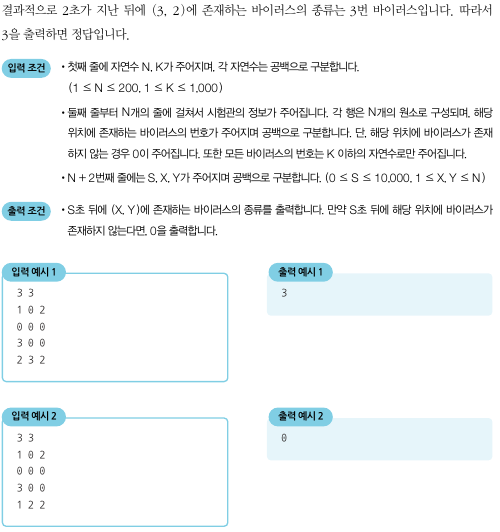 결과적으로 2초가 지난 뒤에 (3, 2)에 존재하는 바이러스의 종류는 3번 바이러스입니다. 따라서
3을 출력하면 정답입니다.
입력 조건
• 첫째 줄에 자연수 N, K가 주어지며, 각 자연수는 공백으로 구분합니다.
(1 ≤ N ≤ 200, 1 ≤ K ≤ 1,000)
• 둘째 줄부터 N개의 줄에 걸쳐서 시험관의 정보가 주어집니다. 각 행은 N개의 원소로 구성되며, 해당
위치에 존재하는 바이러스의 번호가 주어지며 공백으로 구분합니다. 단, 해당 위치에 바이러스가 존재
하지 않는 경우 0이 주어집니다. 또한 모든 바이러스의 번호는 K 이하의 자연수로만 주어집니다.
• N + 2번째 줄에는 S, X, Y가 주어지며 공백으로 구분합니다. (0 ≤ S ≤ 10,000, 1 ≤ X, Y ≤ N)
출력 조건
• S초 뒤에 (X, Y)에 존재하는 바이러스의 종류를 출력합니다. 만약 S초 뒤에 해당 위치에 바이러스가
존재하지 않는다면, 0을 출력합니다.
입력 예시 1
3 3
1 0 2
0 0 0
3 0 0
2 3 2
출력 예시 1
3
입력 예시 2
3 3
1 0 2
0 0 0
3 0 0
1 2 2
출력 예시 2
0